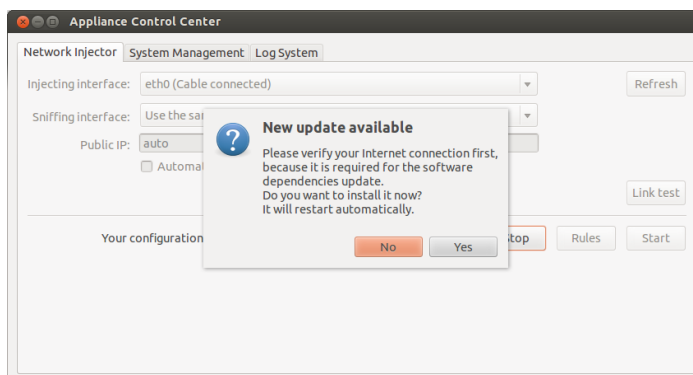 Appliance Control Center
Network Injector System Management Log System
Injecting interface: eth0 (Cable connected) Refresh
Sniffing interface: Use the
Public IP: auto
New update available
Please verify your Internet connection first,
because it is required for the software
dependencies update.
Do you want to install it now?
It will restart automatically.
Link test
Your configuration
No Yes
Stop Rules Start